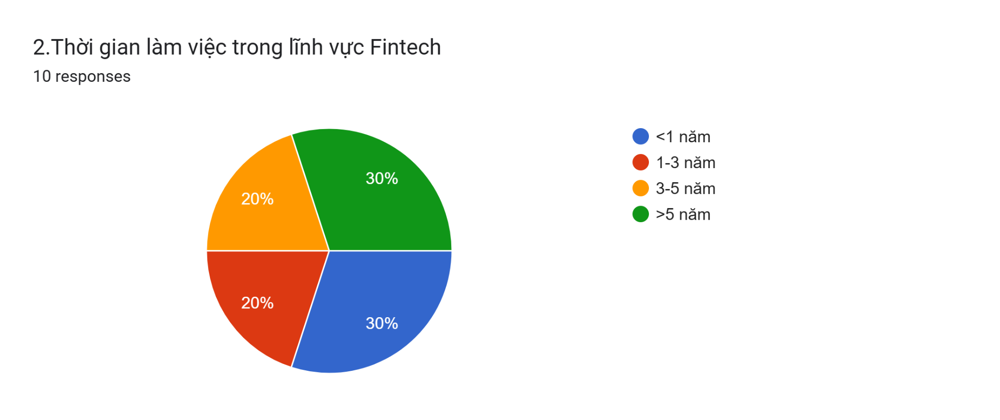 2.Thời gian làm việc trong lĩnh vực Fintech
10 responses
30%
20%
20%
30%
<1 năm
1-3 năm
3-5 năm
>5 năm